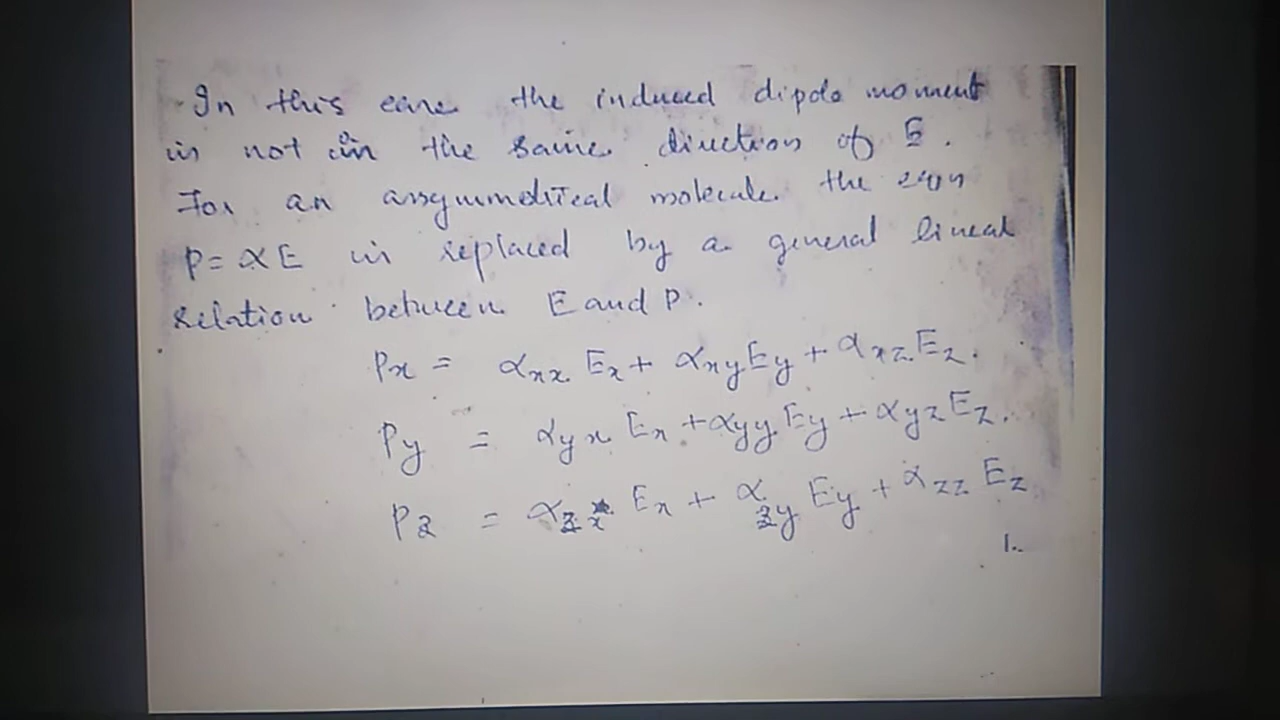 In this case the induced dipole moment
is not in the same direction of E.
For an assymmetrical molecule the eqn
P = αE is replaced by a general lineal
relation between E and P.
Px = αxx Ex + αxy Ey + αxz Ez.
Py = αyx Ex + αyy Ey + αyz Ez.
Pz = αzx Ex + αzy Ey + αzz Ez
1..